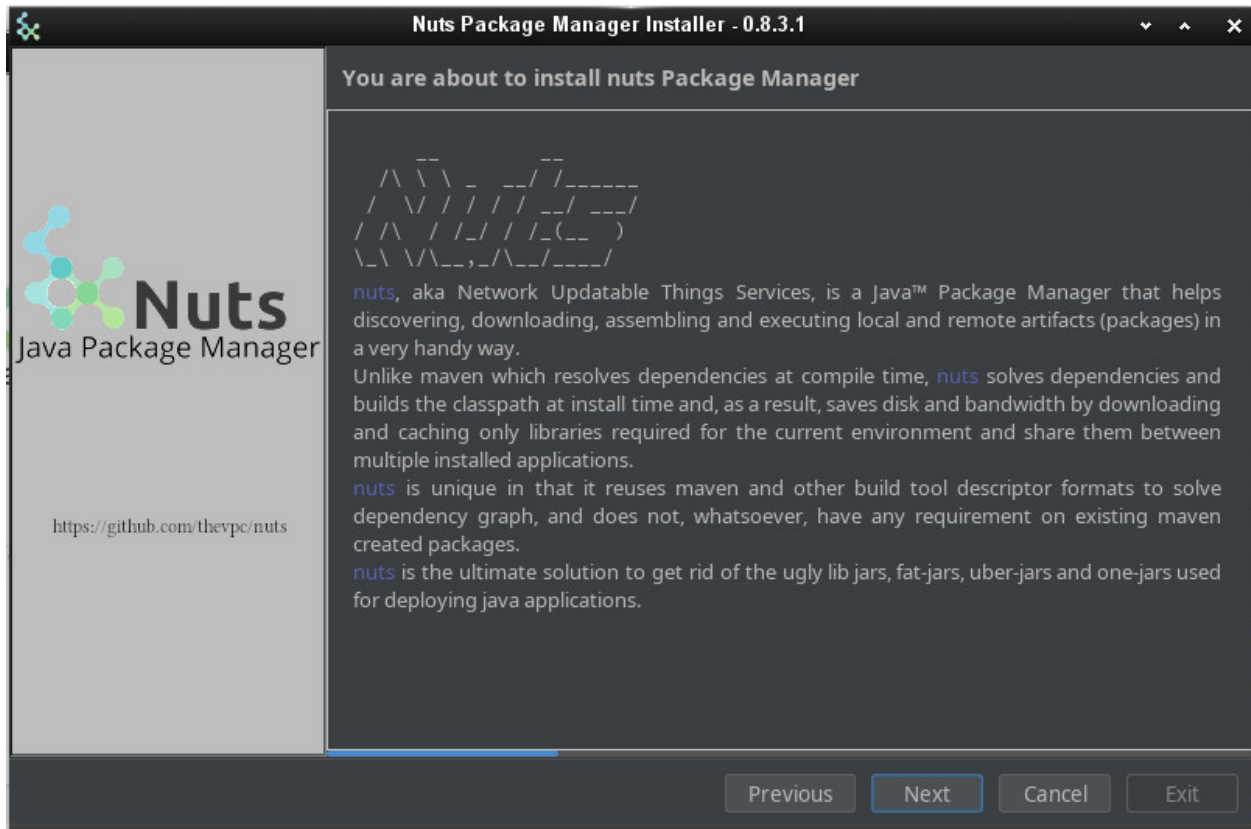 Nuts Package Manager Installer - 0.8.3.1
You are about to install nuts Package Manager
Nuts
Java Package Manager
https://github.com/thevpc/nuts
Nuts
nuts, aka Network Updatable Things Services, is a Java™ Package Manager that helps
discovering, downloading, assembling and executing local and remote artifacts (packages) in
a very handy way.
Unlike maven which resolves dependencies at compile time, nuts solves dependencies and
builds the classpath at install time and, as a result, saves disk and bandwidth by downloading
and caching only libraries required for the current environment and share them between
multiple installed applications.
nuts is unique in that it reuses maven and other build tool descriptor formats to solve
dependency graph, and does not, whatsoever, have any requirement on existing maven
created packages.
nuts is the ultimate solution to get rid of the ugly lib jars, fat-jars, uber-jars and one-jars used
for deploying java applications.
Previous
Next
Cancel
Exit